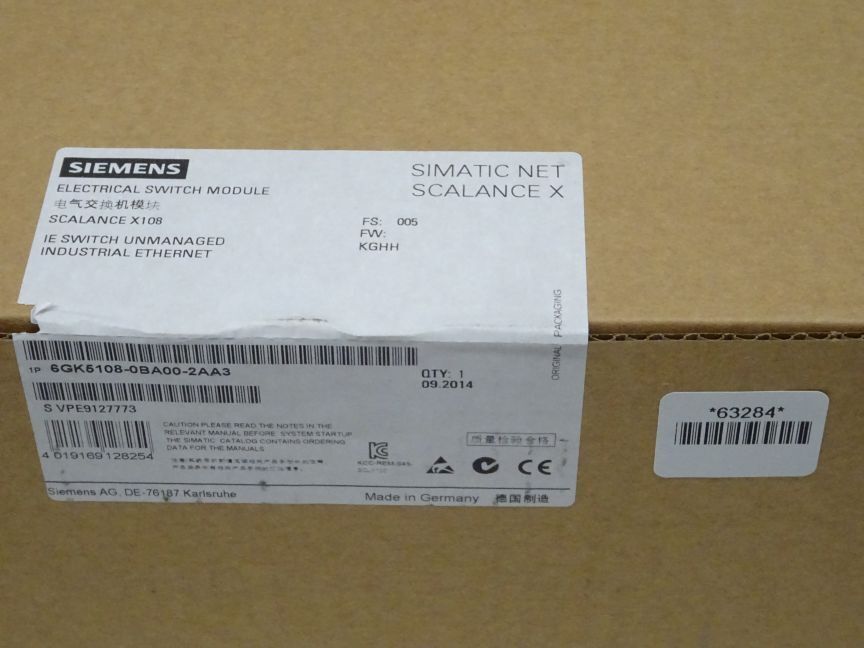 SIEMENS
ELECTRICAL SWITCH MODULE
电气交换机模块
SCALANCE X108
IE SWITCH UNMANAGED
INDUSTRIAL ETHERNET
SIMATIC NET
SCALANCE X
FS: 005
FW:
KGHH
ORIGINAL PACKAGING
1P 6GK5108-0BA00-2AA3
QTY: 1
09.2014
S VPE9127773
4 019169 128254
CAUTION PLEASE READ THE NOTES IN THE
RELEVANT MANUAL BEFORE SYSTEM STARTUP
THE SIMATIC CATALOG CONTAINS ORDERING
DATA FOR THE MANUALS
KCC-REM-S49-
质量检验合格
CE
Siemens AG, DE-76187 Karlsruhe
Made in Germany 德国制造
*63284*